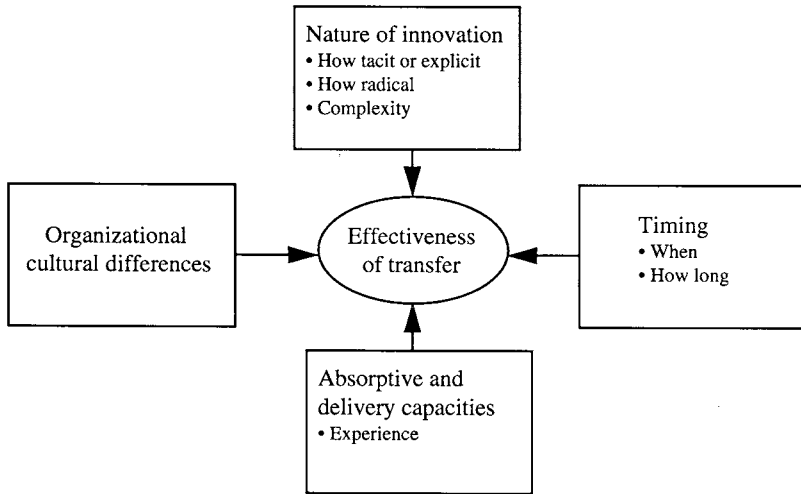 Nature of innovation
• How tacit or explicit
• How radical
• Complexity
Organizational
cultural differences
Effectiveness
of transfer
Timing
• When
• How long
Absorptive and
delivery capacities
• Experience